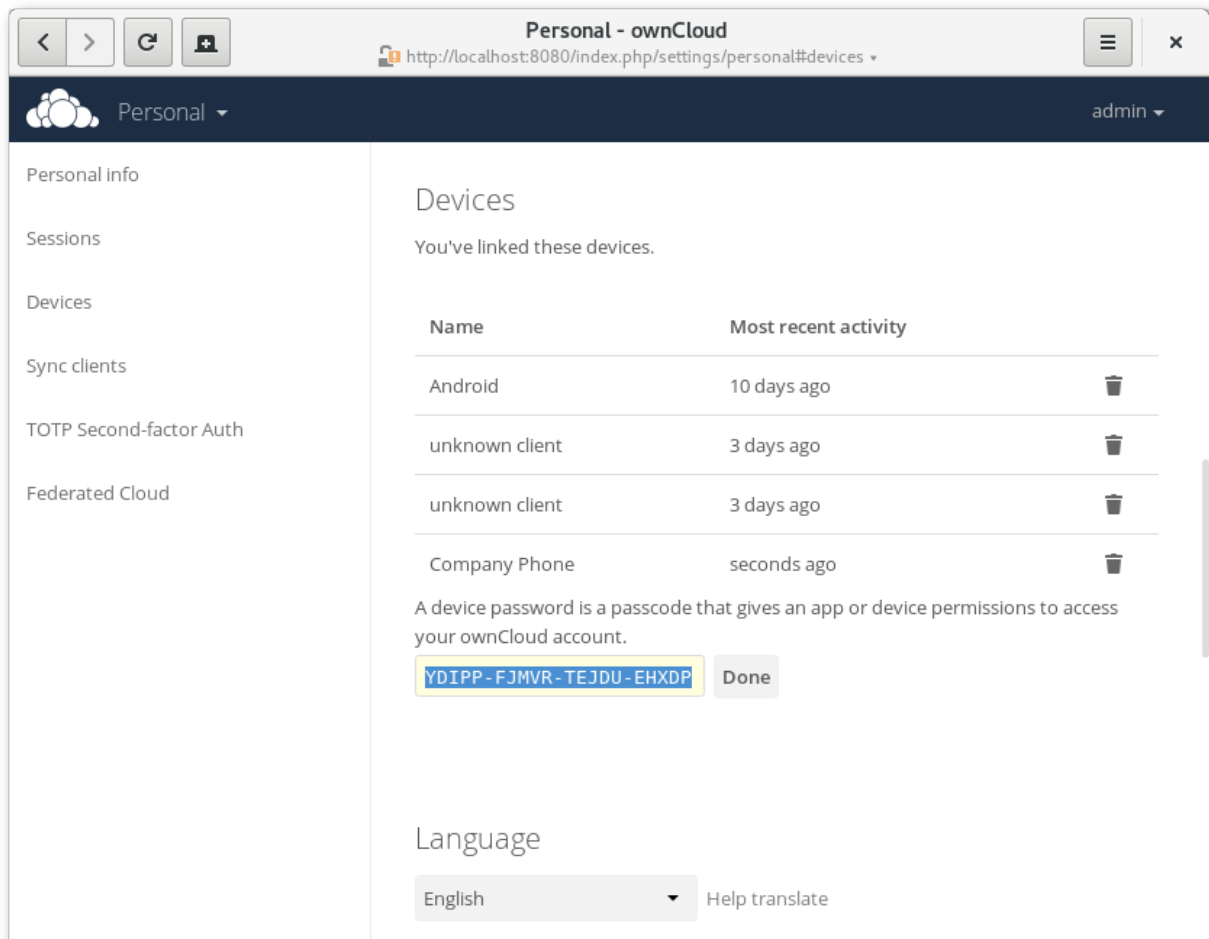 Personal - ownCloud
http://localhost:8080/index.php/settings/personal#devices
Personal
admin
Personal info
Sessions
Devices
Sync clients
TOTP Second-factor Auth
Federated Cloud
Devices
You've linked these devices.
Name Most recent activity
Android 10 days ago
unknown client 3 days ago
unknown client 3 days ago
Company Phone seconds ago
A device password is a passcode that gives an app or device permissions to access
your ownCloud account.
YDIPP-FJMVR-TEJDU-EHXDP Done
Language
English Help translate